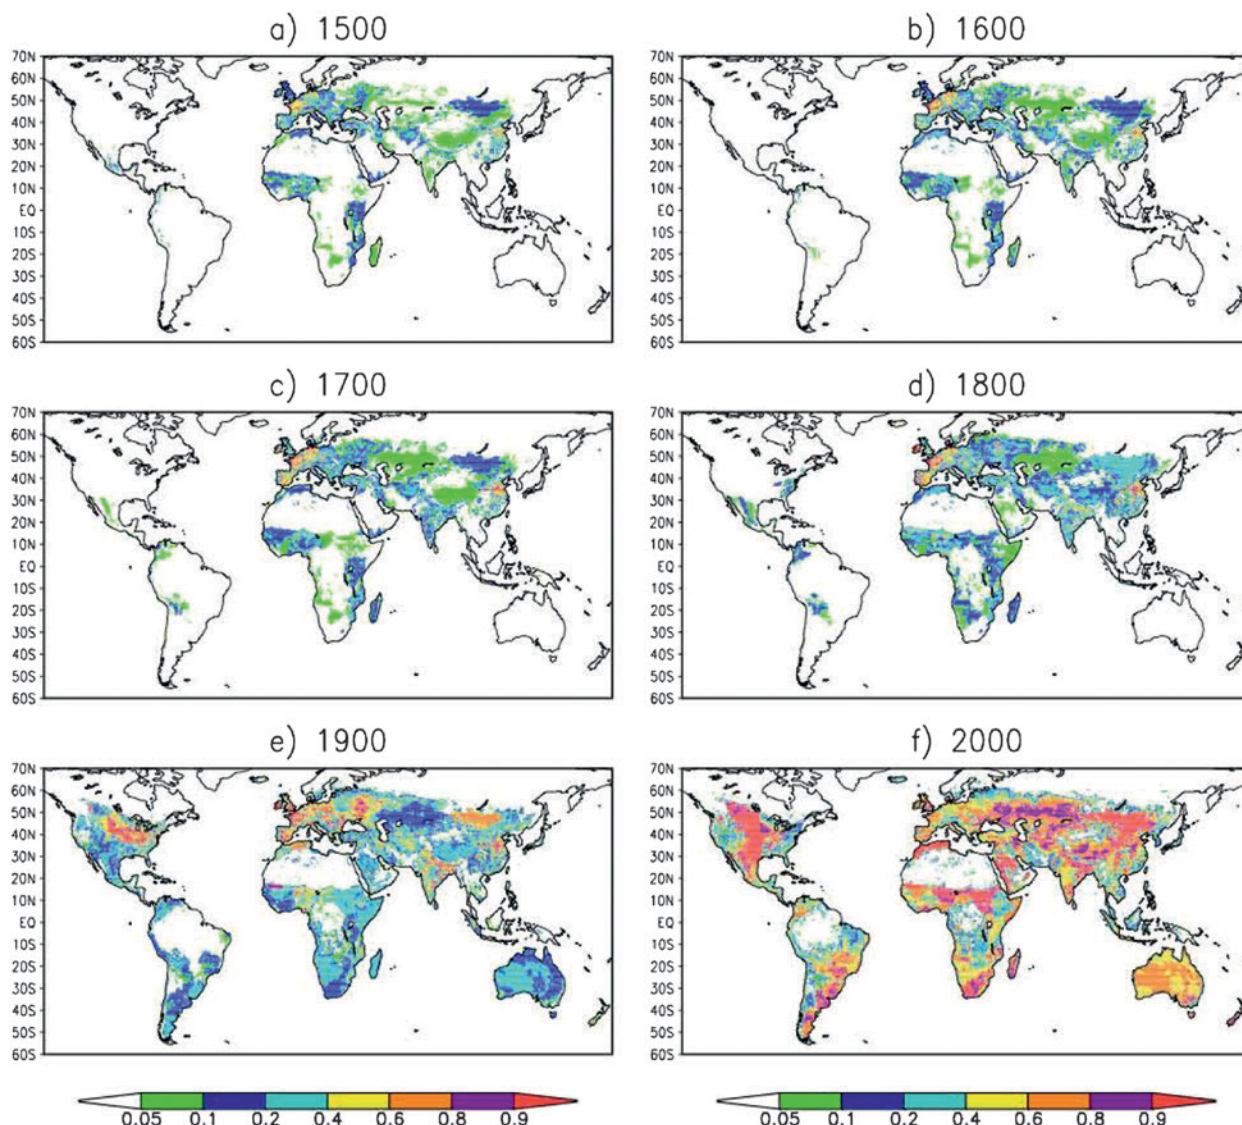 a) 1500
b) 1600
70N
60N
50N
40N
30N
20N
10N
EQ
10S
20S
30S
40S
50S
60S
70N
60N
50N
40N
30N
20N
10N
EQ
10S
20S
30S
40S
50S
60S
c) 1700
d) 1800
70N
60N
50N
40N
30N
20N
10N
EQ
10S
20S
30S
40S
50S
60S
70N
60N
50N
40N
30N
20N
10N
EQ
10S
20S
30S
40S
50S
60S
e) 1900
f) 2000
70N
60N
50N
40N
30N
20N
10N
EQ
10S
20S
30S
40S
50S
60S
70N
60N
50N
40N
30N
20N
10N
EQ
10S
20S
30S
40S
50S
60S
0.05 0.1 0.2 0.4 0.6 0.8 0.9
0.05 0.1 0.2 0.4 0.6 0.8 0.9